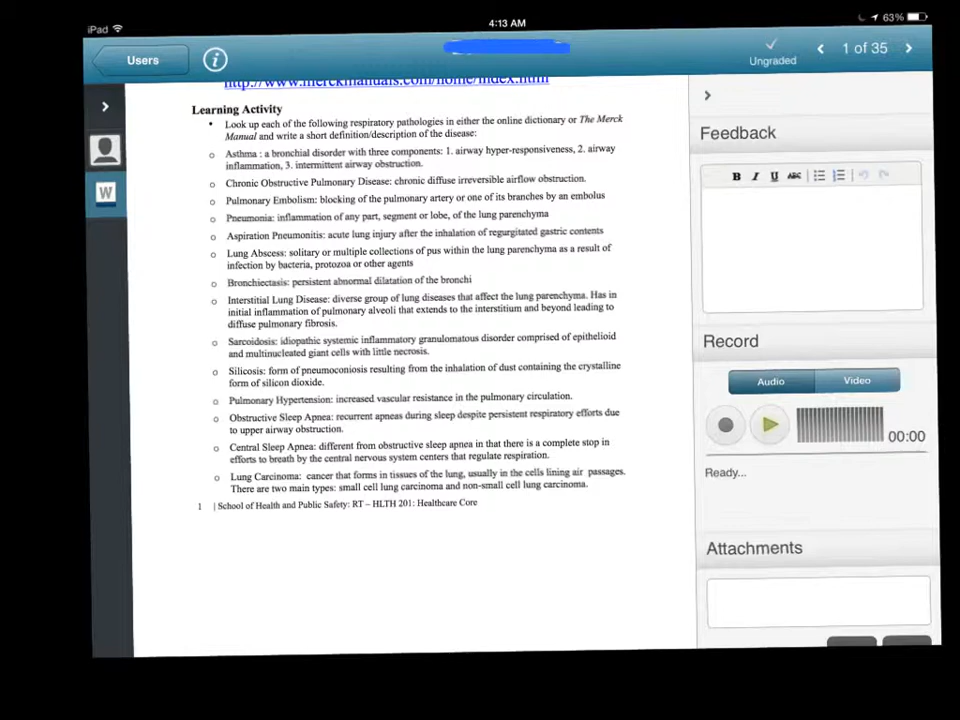 iPad 4:13 AM 63%
Users Ungraded 1 of 35
http://www.merckmanuals.com/home/index.html
Learning Activity
• Look up each of the following respiratory pathologies in either the online dictionary or The Merck
Manual and write a short definition/description of the disease:
o Asthma : a bronchial disorder with three components: 1. airway hyper-responsiveness, 2. airway
inflammation, 3. intermittent airway obstruction.
o Chronic Obstructive Pulmonary Disease: chronic diffuse irreversible airflow obstruction.
o Pulmonary Embolism: blocking of the pulmonary artery or one of its branches by an embolus
o Pneumonia: inflammation of any part, segment or lobe, of the lung parenchyma
o Aspiration Pneumonitis: acute lung injury after the inhalation of regurgitated gastric contents
o Lung Abscess: solitary or multiple collections of pus within the lung parenchyma as a result of
infection by bacteria, protozoa or other agents
o Bronchiectasis: persistent abnormal dilatation of the bronchi
o Interstitial Lung Disease: diverse group of lung diseases that affect the lung parenchyma. Has in
initial inflammation of pulmonary alveoli that extends to the interstitium and beyond leading to
diffuse pulmonary fibrosis.
o Sarcoidosis: idiopathic systemic inflammatory granulomatous disorder comprised of epithelioid
and multinucleated giant cells with little necrosis.
o Silicosis: form of pneumoconiosis resulting from the inhalation of dust containing the crystalline
form of silicon dioxide.
o Pulmonary Hypertension: increased vascular resistance in the pulmonary circulation.
o Obstructive Sleep Apnea: recurrent apneas during sleep despite persistent respiratory efforts due
to upper airway obstruction.
o Central Sleep Apnea: different from obstructive sleep apnea in that there is a complete stop in
efforts to breath by the central nervous system centers that regulate respiration.
o Lung Carcinoma: cancer that forms in tissues of the lung, usually in the cells lining air passages.
There are two main types: small cell lung carcinoma and non-small cell lung carcinoma.
1 | School of Health and Public Safety: RT – HLTH 201: Healthcare Core
W
Feedback
B I U ABC
Record
Audio Video
00:00
Ready...
Attachments